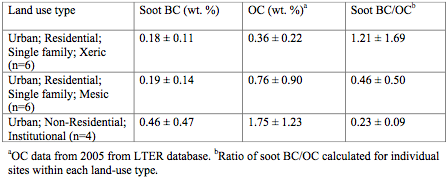 Land use type Soot BC (wt. %) OC (wt. %)a Soot BC/OCb
Urban; Residential; 0.18 ± 0.11 0.36 ± 0.22 1.21 ± 1.69
Single family; Xeric
(n=6)
Urban; Residential; 0.19 ± 0.14 0.76 ± 0.90 0.46 ± 0.50
Single family; Mesic
(n=6)
Urban; Non-Residential; 0.46 ± 0.47 1.75 ± 1.23 0.23 ± 0.09
Institutional (n=4)
aOC data from 2005 from LTER database. bRatio of soot BC/OC calculated for individual
sites within each land-use type.